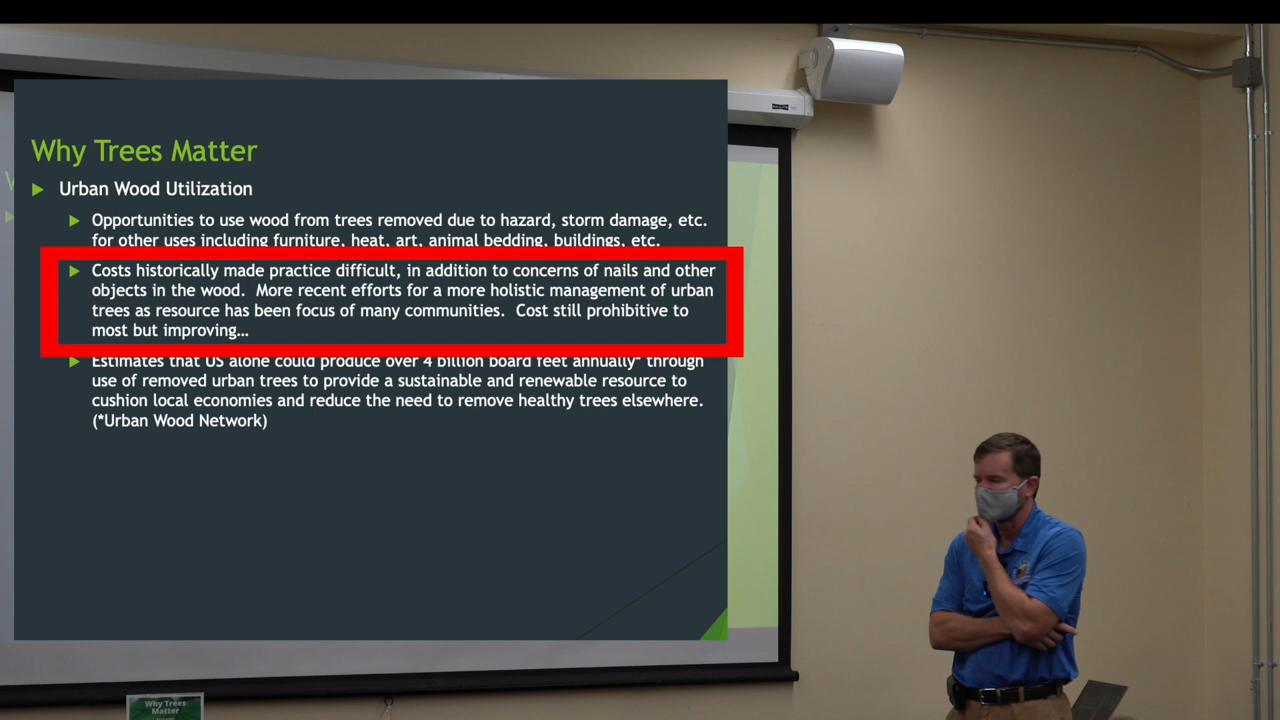 Why Trees Matter
Urban Wood Utilization
Opportunities to use wood from trees removed due to hazard, storm damage, etc.
for other uses including furniture, heat, art, animal bedding, buildings, etc.
Costs historically made practice difficult, in addition to concerns of nails and other
objects in the wood. More recent efforts for a more holistic management of urban
trees as resource has been focus of many communities. Cost still prohibitive to
most but improving…
Estimates that US alone could produce over 4 billion board feet annually* through
use of removed urban trees to provide a sustainable and renewable resource to
cushion local economies and reduce the need to remove healthy trees elsewhere.
(*Urban Wood Network)
Why Trees
Matter